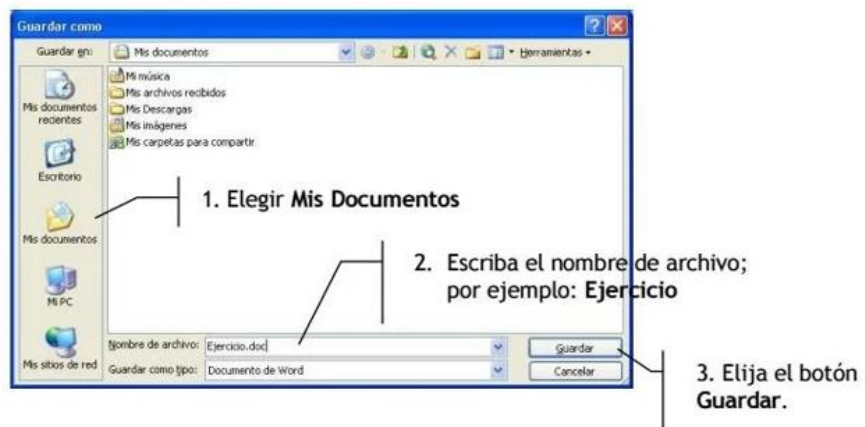 Guardar como
Guardar en: Mis documentos Herramientas
Mi música
Mis archivos recibidos
Mis Descargas
Mis imágenes
Mis carpetas para compartir
Mis documentos
recientes
Escritorio
1. Elegir Mis Documentos
Mis documentos
2. Escriba el nombre de archivo;
por ejemplo: Ejercicio
Mi PC
Nombre de archivo: Ejercicio.doc Guardar
Mis sitios de red
Guardar como tipo: Documento de Word Cancelar
3. Elija el botón
Guardar.